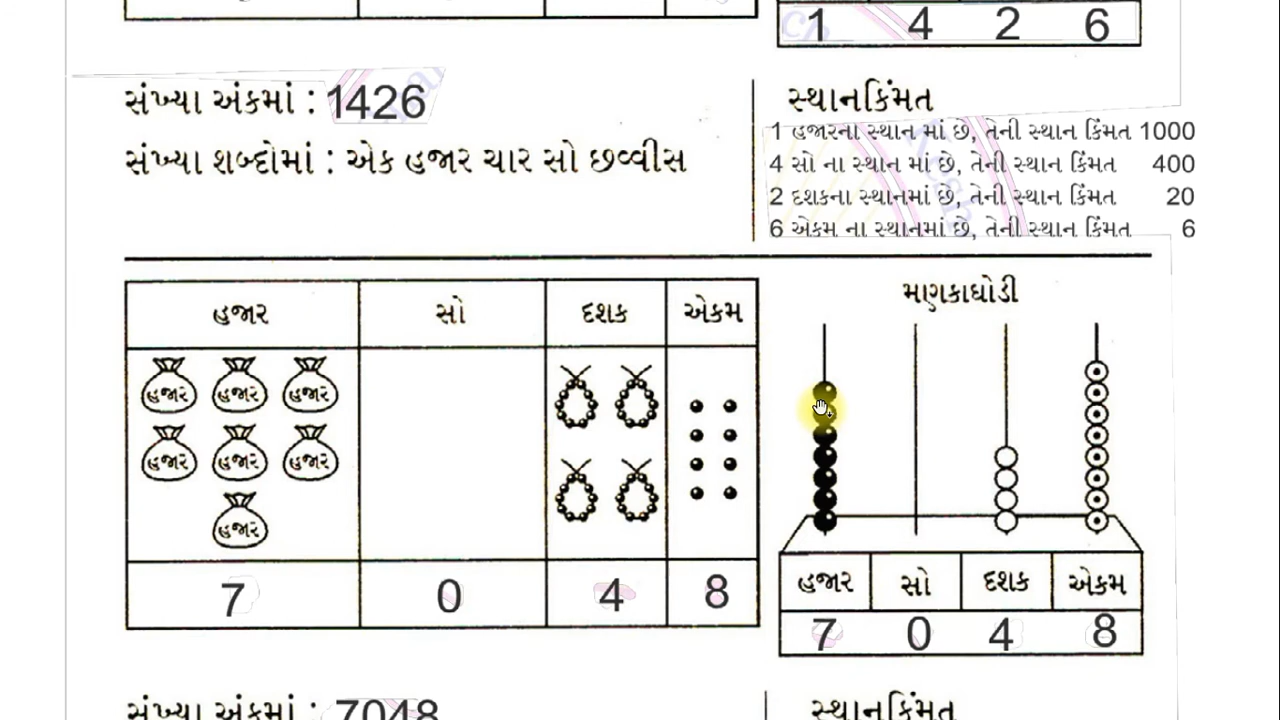 1 4 2 6
સંખ્યા અંકમાં : 1426
સંખ્યા શબ્દોમાં : એક હજાર ચાર સો છવ્વીસ
સ્થાનકિંમત
1 હજારના સ્થાન માં છે, તેની સ્થાન કિંમત 1000
4 સો ના સ્થાન માં છે, તેની સ્થાન કિંમત 400
2 દશકના સ્થાનમાં છે, તેની સ્થાન કિંમત 20
6 એકમ ના સ્થાનમાં છે, તેની સ્થાન કિંમત 6
હજાર સો દશક એકમ
હજાર હજાર હજાર
હજાર હજાર હજાર
હજાર
7 0 4 8
મણકાઘોડી
હજાર સો દશક એકમ
7 0 4 8
સંખ્યા અંકમાં : 7048
સ્થાનકિંમત